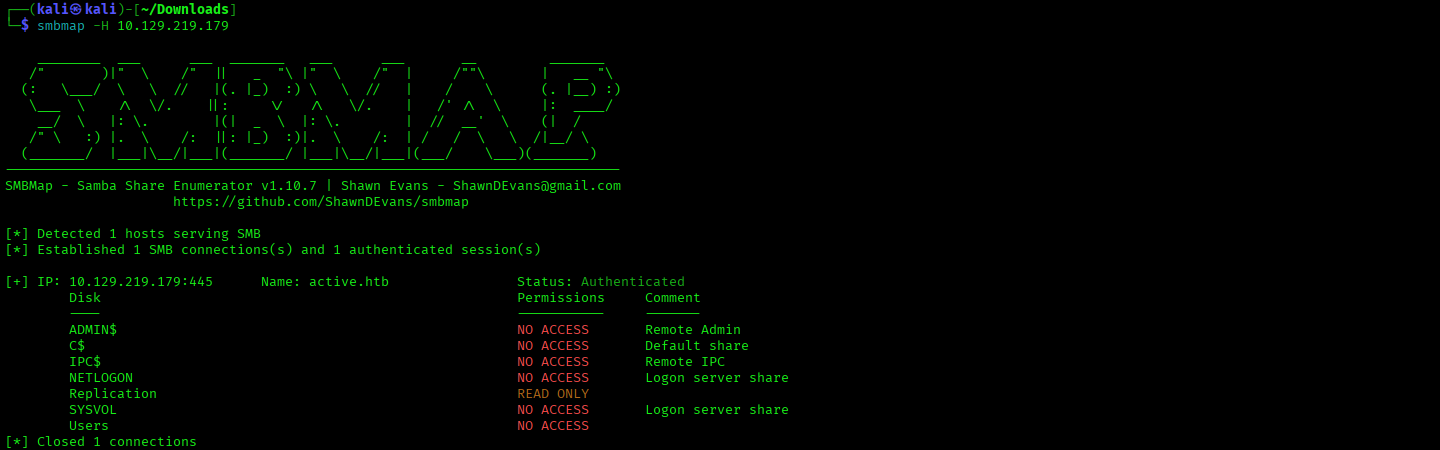 ┌──(kali㉿kali)-[~/Downloads]
└─$ smbmap -H 10.129.219.179
SMBMAP
SMBMap - Samba Share Enumerator v1.10.7 | Shawn Evans - ShawnDEvans@gmail.com
https://github.com/ShawnDEvans/smbmap
[*] Detected 1 hosts serving SMB
[*] Established 1 SMB connections(s) and 1 authenticated session(s)
[+] IP: 10.129.219.179:445 Name: active.htb Status: Authenticated
Disk Permissions Comment
---- ----------- -------
ADMIN$ NO ACCESS Remote Admin
C$ NO ACCESS Default share
IPC$ NO ACCESS Remote IPC
NETLOGON NO ACCESS Logon server share
Replication READ ONLY
SYSVOL NO ACCESS Logon server share
Users NO ACCESS
[*] Closed 1 connections